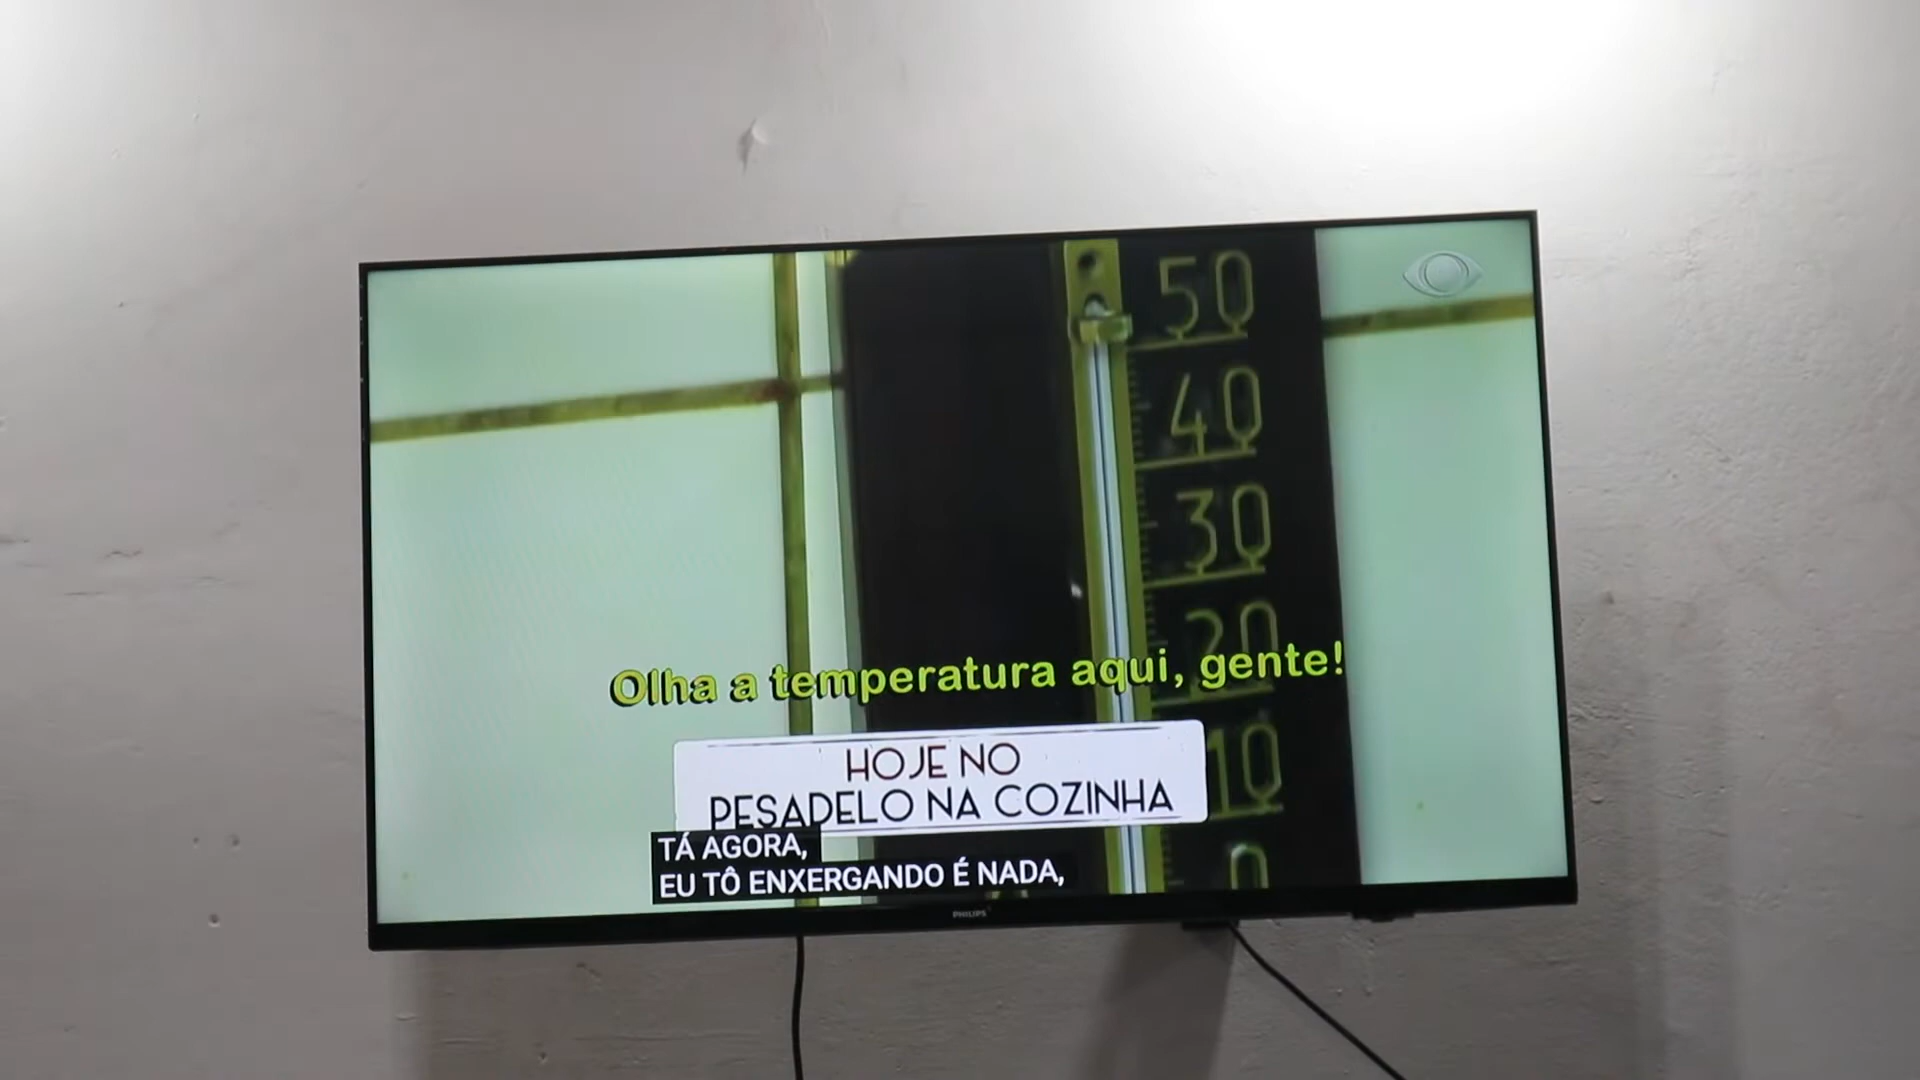 50
40
30
20
Olha a temperatura aqui, gente!
HOJE NO
PESADELO NA COZINHA
10
TÁ AGORA,
EU TÔ ENXERGANDO É NADA,
0
PHILIPS